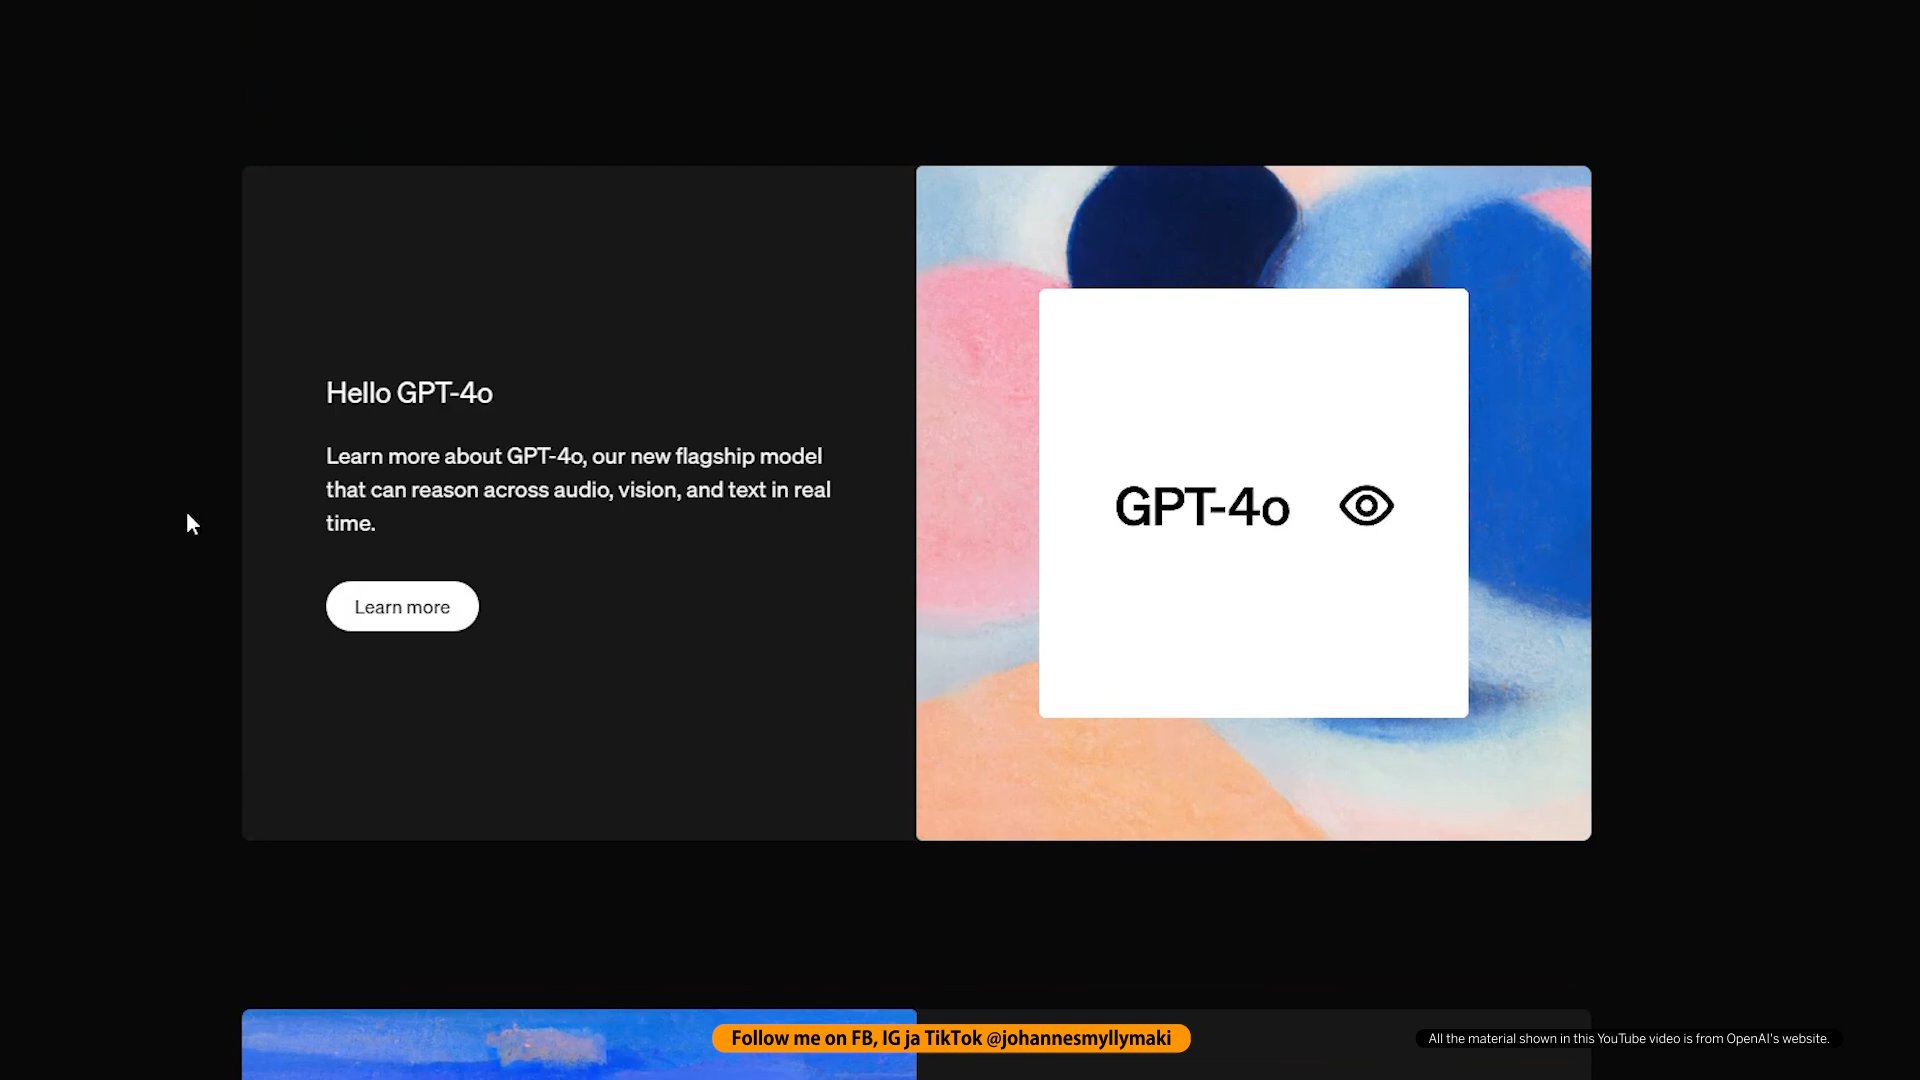 Hello GPT-4o
Learn more about GPT-4o, our new flagship model
that can reason across audio, vision, and text in real
time.
Learn more
GPT-4o
Follow me on FB, IG ja TikTok @johannesmyllymaki
All the material shown in this YouTube video is from OpenAI's website.